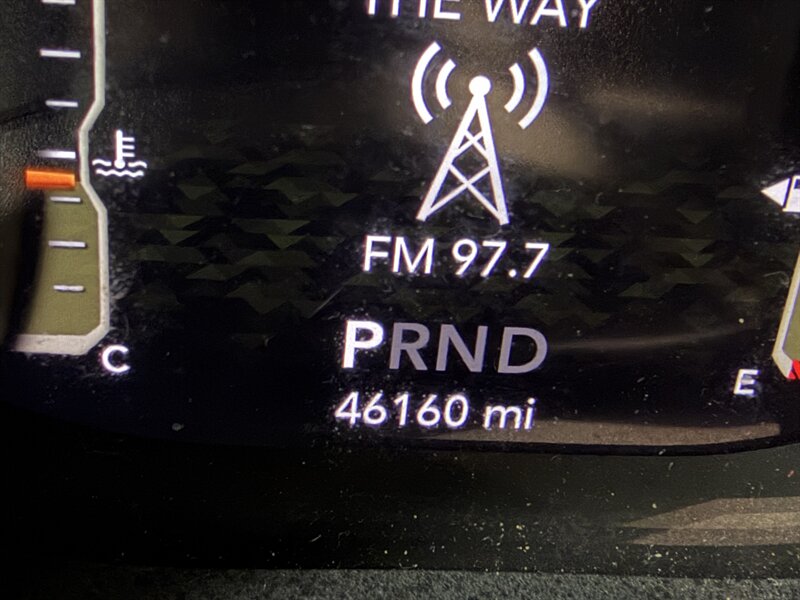 THE WAY
FM 97.7
PRND
46160 mi
C
E